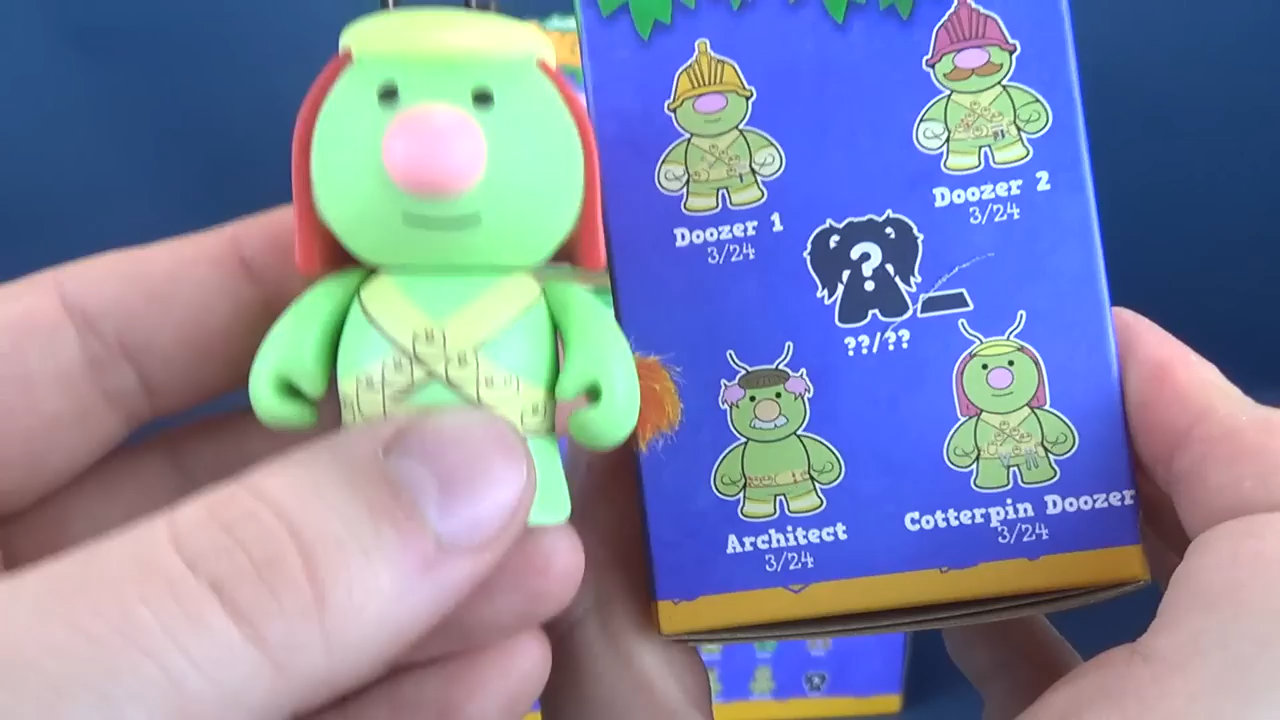 Doozer 1
3/24
Doozer 2
3/24
?
??/??
Architect
3/24
Cotterpin Doozer
3/24